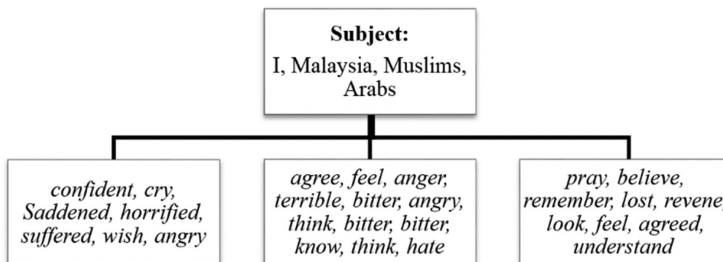 Subject:
I, Malaysia, Muslims,
Arabs
confident, cry,
Saddened, horrified,
suffered, wish, angry
agree, feel, anger,
terrible, bitter, angry,
think, bitter, bitter,
know, think, hate
pray, believe,
remember, lost, revene,
look, feel, agreed,
understand